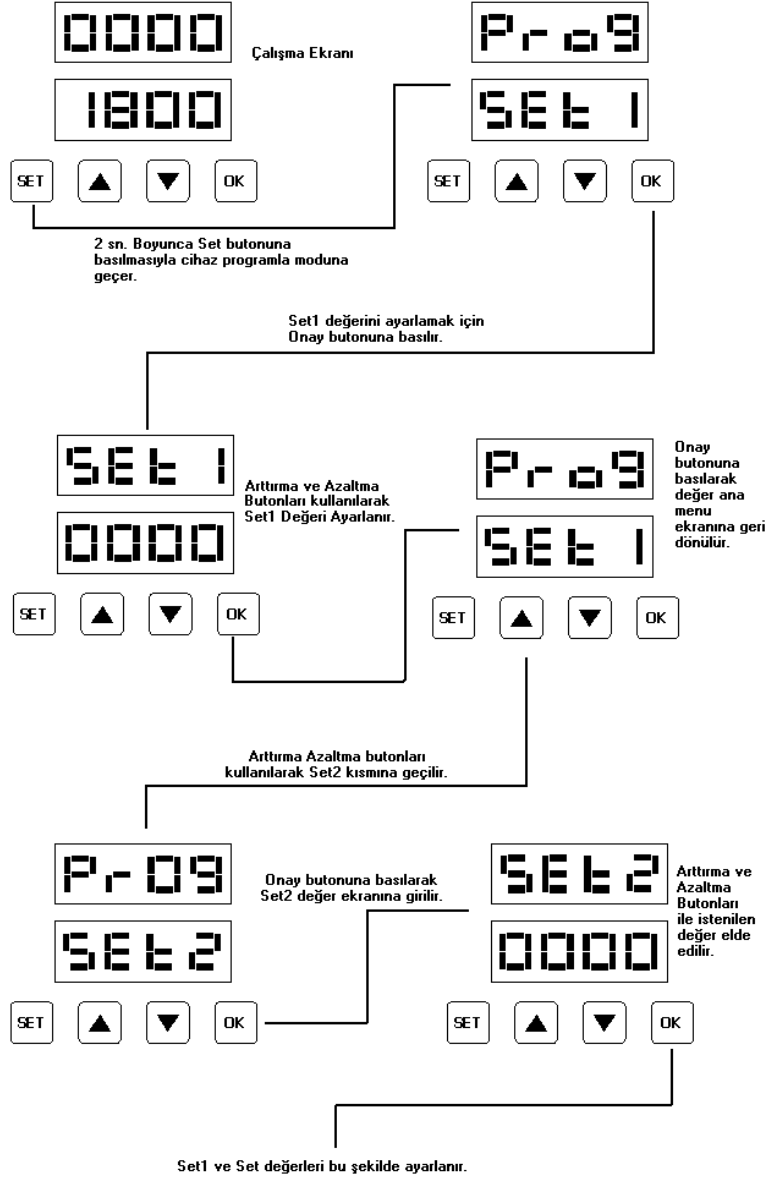 0000
Çalışma Ekranı
1800
SET
OK
Prog
SEt 1
SET
OK
2 sn. Boyunca Set butonuna
basılmasıyla cihaz programla moduna
geçer.
Set1 değerini ayarlamak için
Onay butonuna basılır.
SEt 1
0000
Arttırma ve Azaltma
Butonları kullanılarak
Set1 Değeri Ayarlanır.
SET
OK
Prog
SEt 1
Onay
butonuna
basılarak
değer ana
menu
ekranına geri
dönülür.
SET
OK
Arttırma Azaltma butonları
kullanılarak Set2 kısmına geçilir.
Pr0g
SEt2
Onay butonuna basılarak
Set2 değer ekranına girilir.
SET
OK
SEt2
0000
Arttırma ve
Azaltma
Butonları
ile istenilen
değer elde
edilir.
SET
OK
Set1 ve Set değerleri bu şekilde ayarlanır.